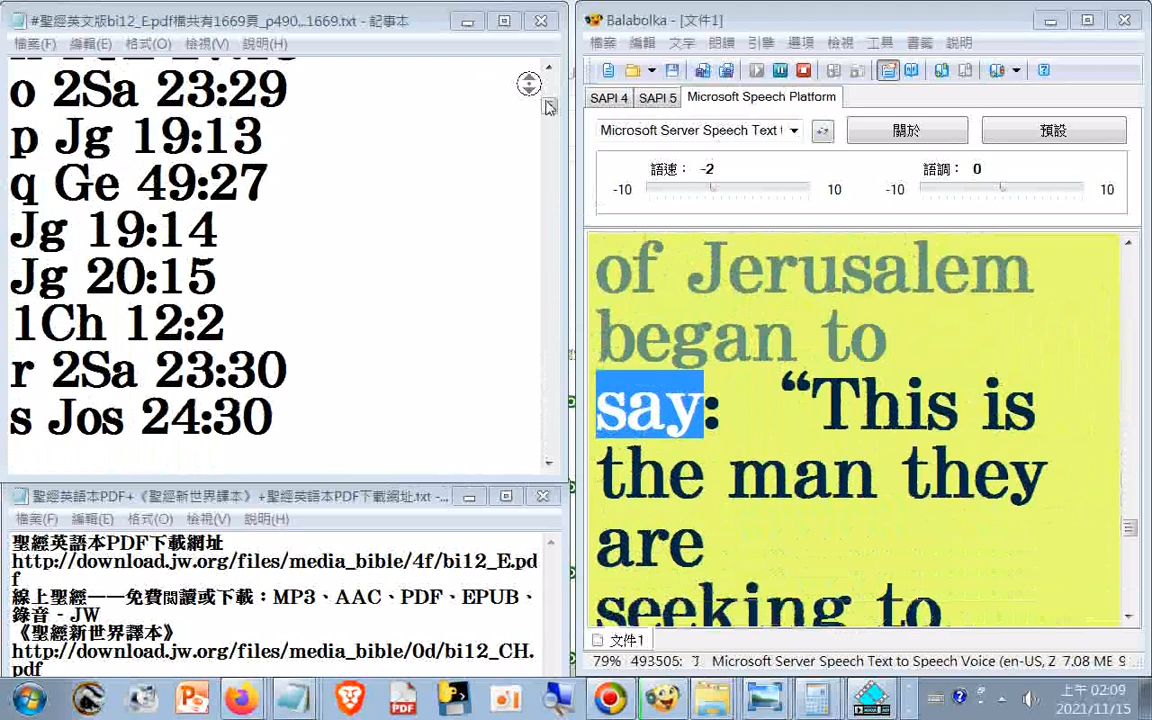 #聖經英文版bi12_E.pdf檔共有1669頁_p490,..1669.txt - 記事本
檔案(F) 編輯(E) 格式(O) 檢視(V) 說明(H)
o 2Sa 23:29
p Jg 19:13
q Ge 49:27
Jg 19:14
Jg 20:15
1Ch 12:2
r 2Sa 23:30
s Jos 24:30
聖經英語本PDF+《聖經新世界譯本》+聖經英語本PDF下載網址.txt -...
檔案(F) 編輯(E) 格式(O) 檢視(V) 說明(H)
聖經英語本PDF下載網址
http://download.jw.org/files/media_bible/4f/bi12_E.pd
f
線上聖經——免費閱讀或下載：MP3、AAC、PDF、EPUB、
錄音 - JW
《聖經新世界譯本》
http://download.jw.org/files/media_bible/0d/bi12_CH.
pdf
Balabolka - [文件1]
檔案 編輯 文字 朗讀 引擎 選項 檢視 工具 書籤 說明
SAPI 4 SAPI 5 Microsoft Speech Platform
Microsoft Server Speech Text 關於 預設
語速： -2 語調： 0
-10 10 -10 10
of Jerusalem
began to
say: “This is
the man they
are
seeking to
文件1
79% 493505: Microsoft Server Speech Text to Speech Voice (en-US, Z 7.08 MB 9
PDF
上午 02:09
2021/11/15